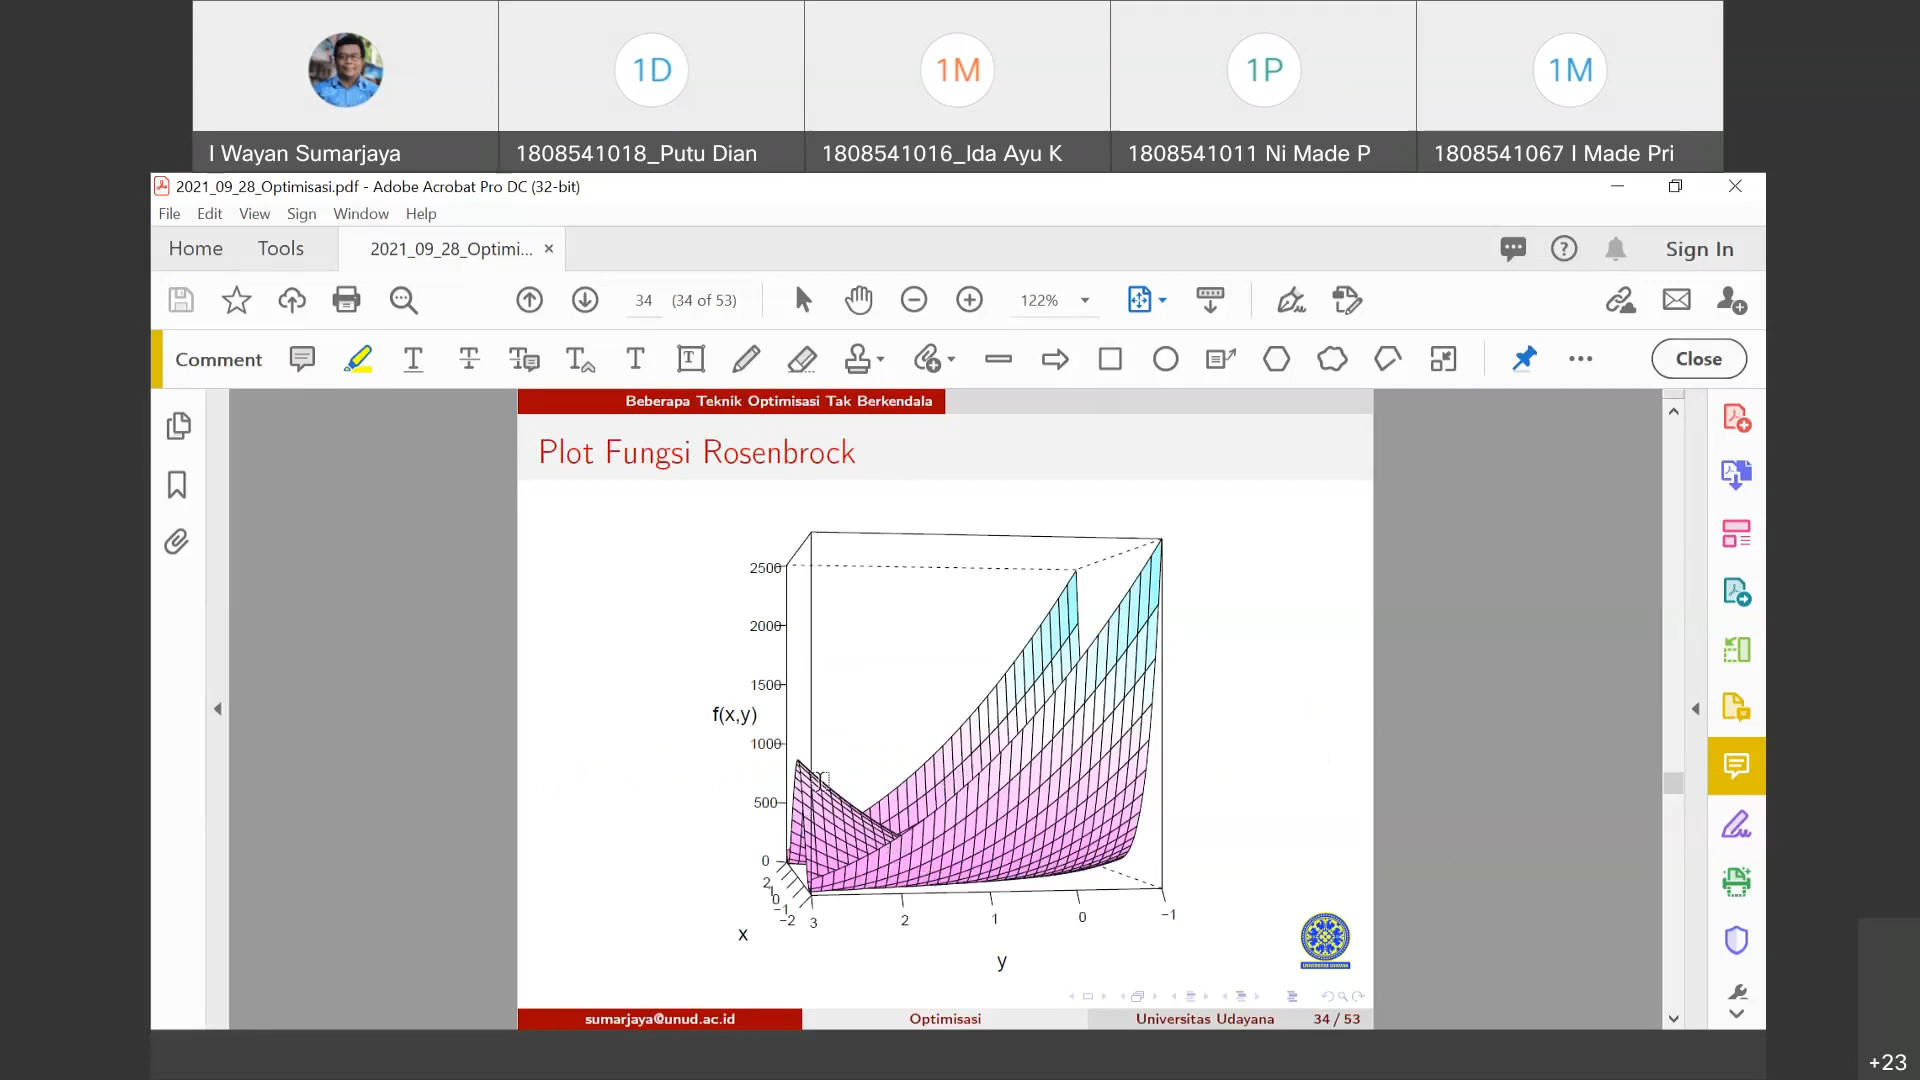 1D
1M
1P
1M
I Wayan Sumarjaya
1808541018_Putu Dian
1808541016_Ida Ayu K
1808541011 Ni Made P
1808541067 I Made Pri
2021_09_28_Optimisasi.pdf - Adobe Acrobat Pro DC (32-bit)
File Edit View Sign Window Help
Home Tools 2021_09_28_Optimi... × Sign In
34 (34 of 53) 122%
Comment Close
Beberapa Teknik Optimisasi Tak Berkendala
Plot Fungsi Rosenbrock
2500
2000
1500
f(x,y)
1000
500
0
2
1
0
−1
−2
3 2 1 0 −1
x
y
UNIVERSITAS UDAYANA
sumarjaya@unud.ac.id Optimisasi Universitas Udayana 34 / 53
+23